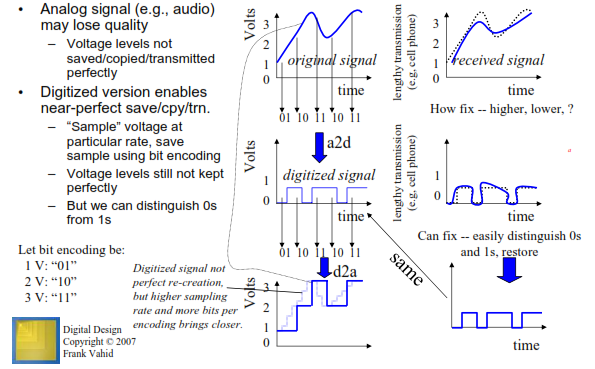 • Analog signal (e.g., audio)
may lose quality
– Voltage levels not
saved/copied/transmitted
perfectly
• Digitized version enables
near-perfect save/cpy/trn.
– “Sample” voltage at
particular rate, save
sample using bit encoding
– Voltage levels still not kept
perfectly
– But we can distinguish 0s
from 1s
Let bit encoding be:
1 V: “01”
2 V: “10”
3 V: “11”
Digitized signal not
perfect re-creation,
but higher sampling
rate and more bits per
encoding brings closer.
Digital Design
Copyright © 2007
Frank Vahid
Volts
3
2
1
0
original signal
time
01 10 11 10 11
a2d
Volts
1
0
digitized signal
time
01 10 11 10 11
d2a
Volts
3
2
1
0
lengthy transmission
(e.g, cell phone)
3
2
1
0
received signal
time
How fix -- higher, lower, ?
lengthy transmission
(e.g, cell phone)
1
0
time
Can fix -- easily distinguish 0s
and 1s, restore
same
time